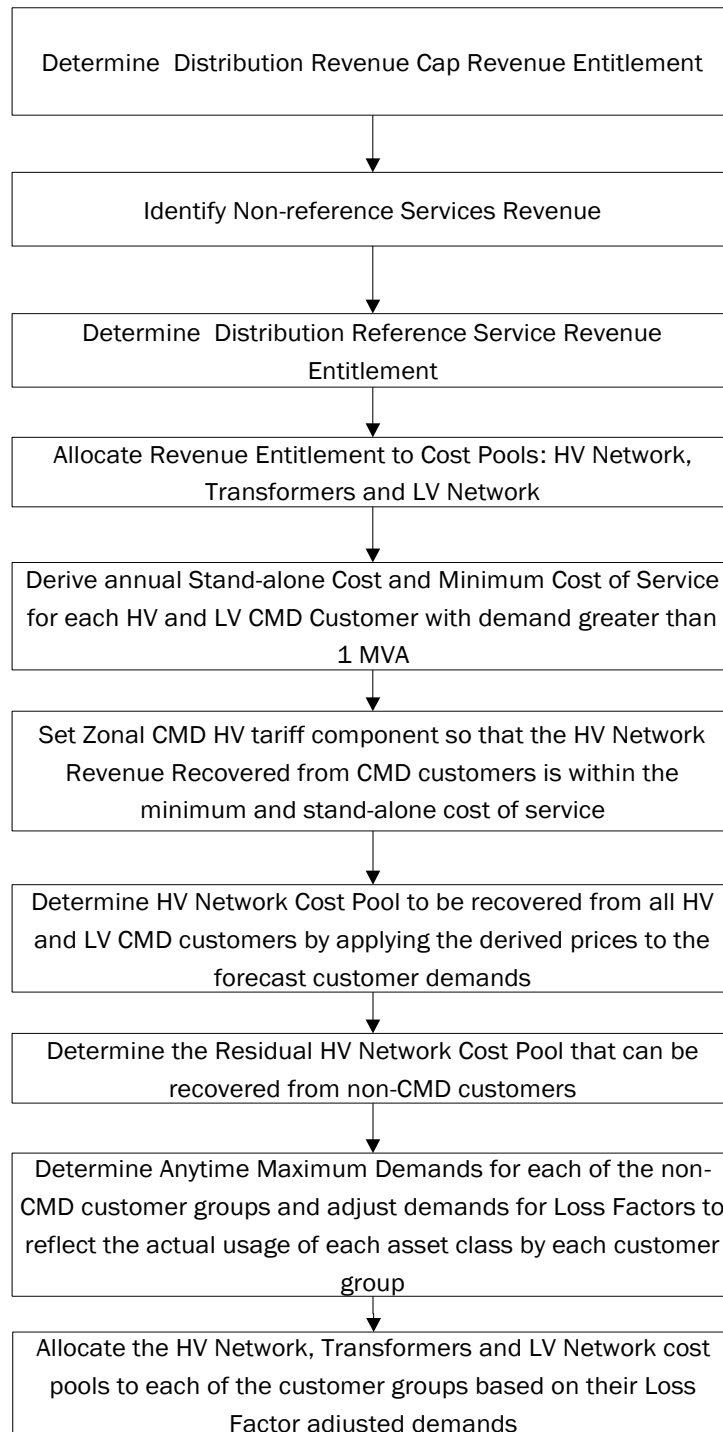 Determine Distribution Revenue Cap Revenue Entitlement
Identify Non-reference Services Revenue
Determine Distribution Reference Service Revenue
Entitlement
Allocate Revenue Entitlement to Cost Pools: HV Network,
Transformers and LV Network
Derive annual Stand-alone Cost and Minimum Cost of Service
for each HV and LV CMD Customer with demand greater than
1 MVA
Set Zonal CMD HV tariff component so that the HV Network
Revenue Recovered from CMD customers is within the
minimum and stand-alone cost of service
Determine HV Network Cost Pool to be recovered from all HV
and LV CMD customers by applying the derived prices to the
forecast customer demands
Determine the Residual HV Network Cost Pool that can be
recovered from non-CMD customers
Determine Anytime Maximum Demands for each of the non-
CMD customer groups and adjust demands for Loss Factors to
reflect the actual usage of each asset class by each customer
group
Allocate the HV Network, Transformers and LV Network cost
pools to each of the customer groups based on their Loss
Factor adjusted demands